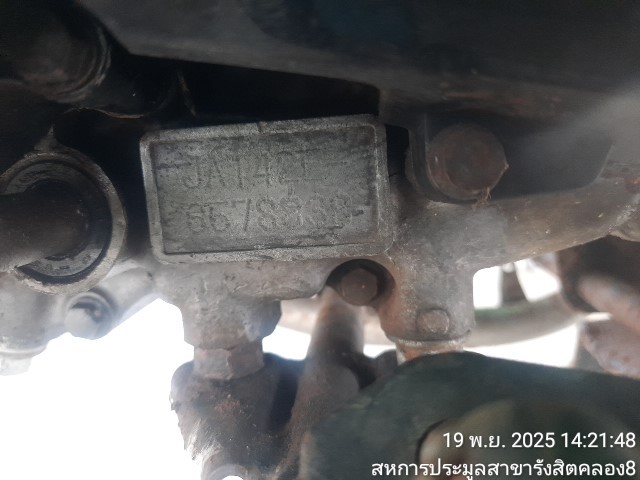 JA142E
19 พ.ย. 2025 14:21:48
สหการประมูลสาขารังสิตคลอง8